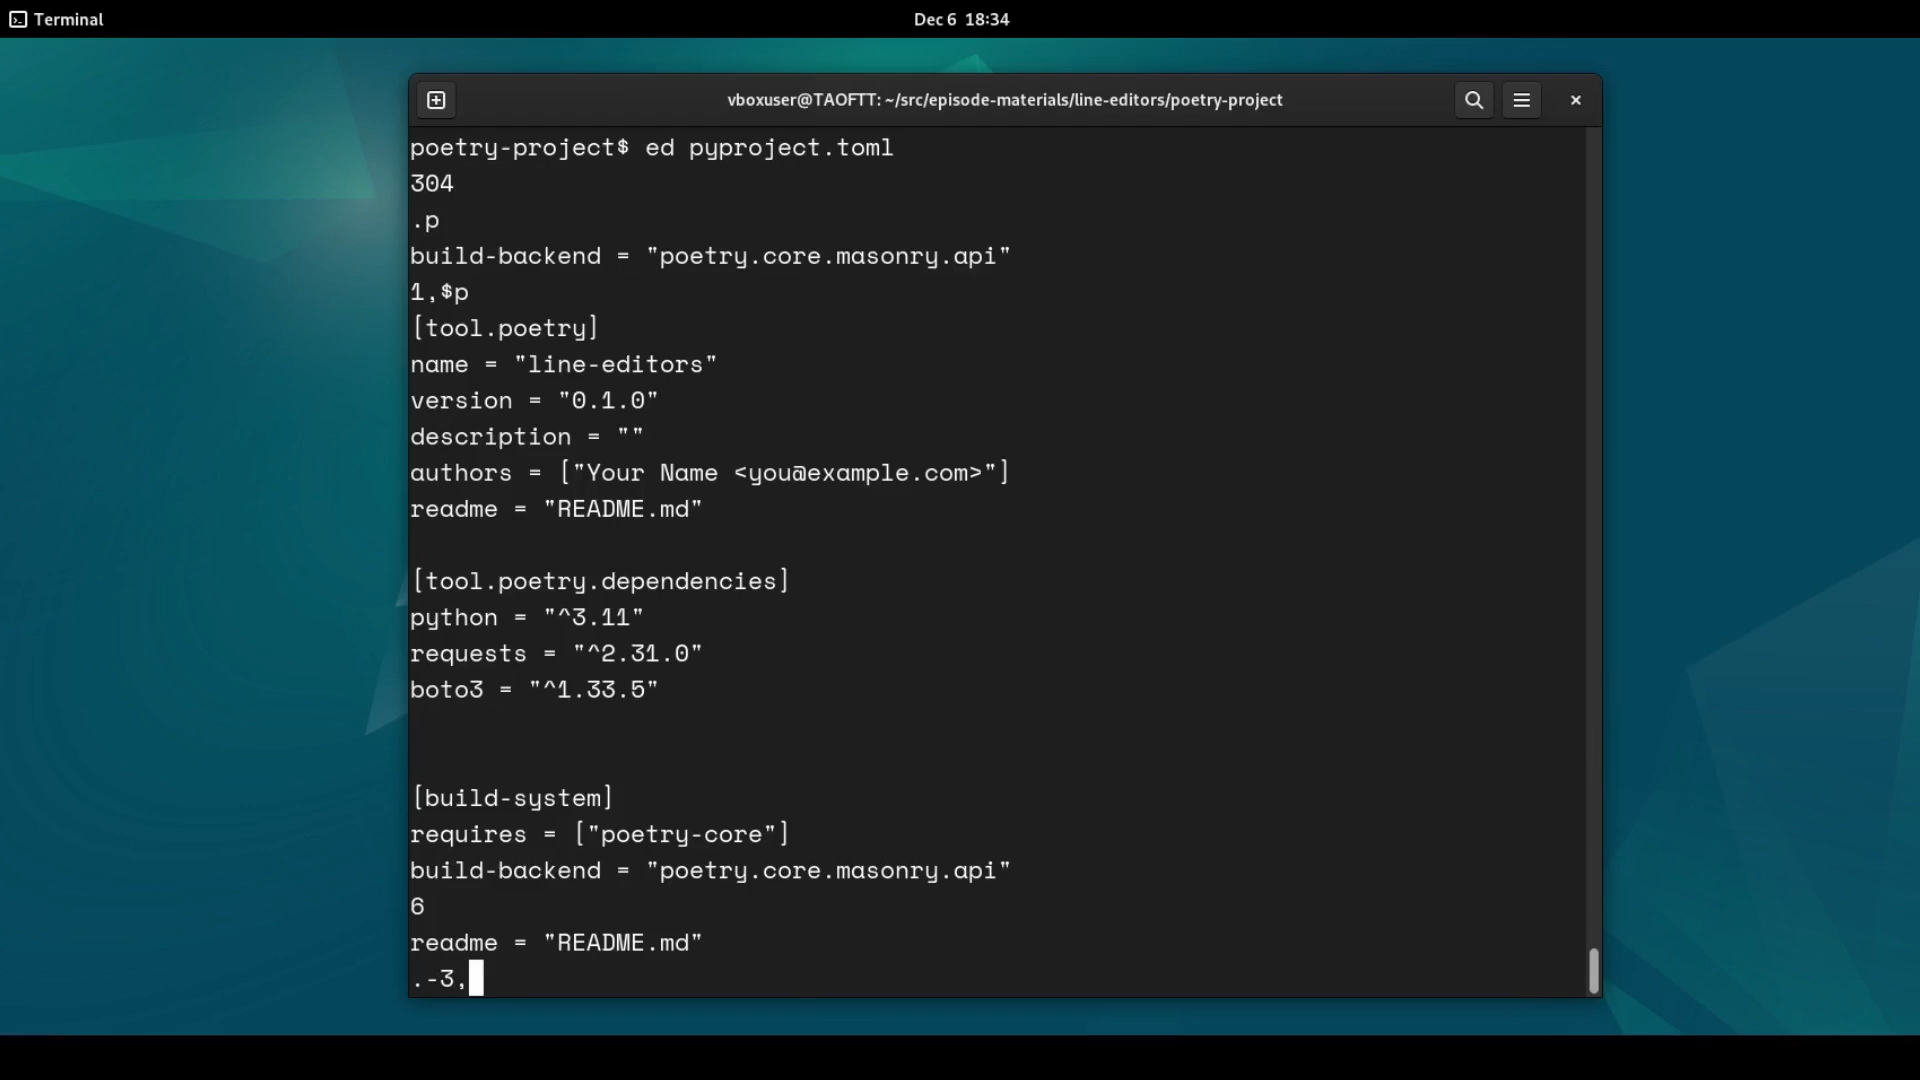 Terminal
Dec 6 18:34
vboxuser@TAOFTT: ~/src/episode-materials/line-editors/poetry-project
poetry-project$ ed pyproject.toml
304
.p
build-backend = "poetry.core.masonry.api"
1,$p
[tool.poetry]
name = "line-editors"
version = "0.1.0"
description = ""
authors = ["Your Name <you@example.com>"]
readme = "README.md"
[tool.poetry.dependencies]
python = "^3.11"
requests = "^2.31.0"
boto3 = "^1.33.5"
[build-system]
requires = ["poetry-core"]
build-backend = "poetry.core.masonry.api"
6
readme = "README.md"
.-3,